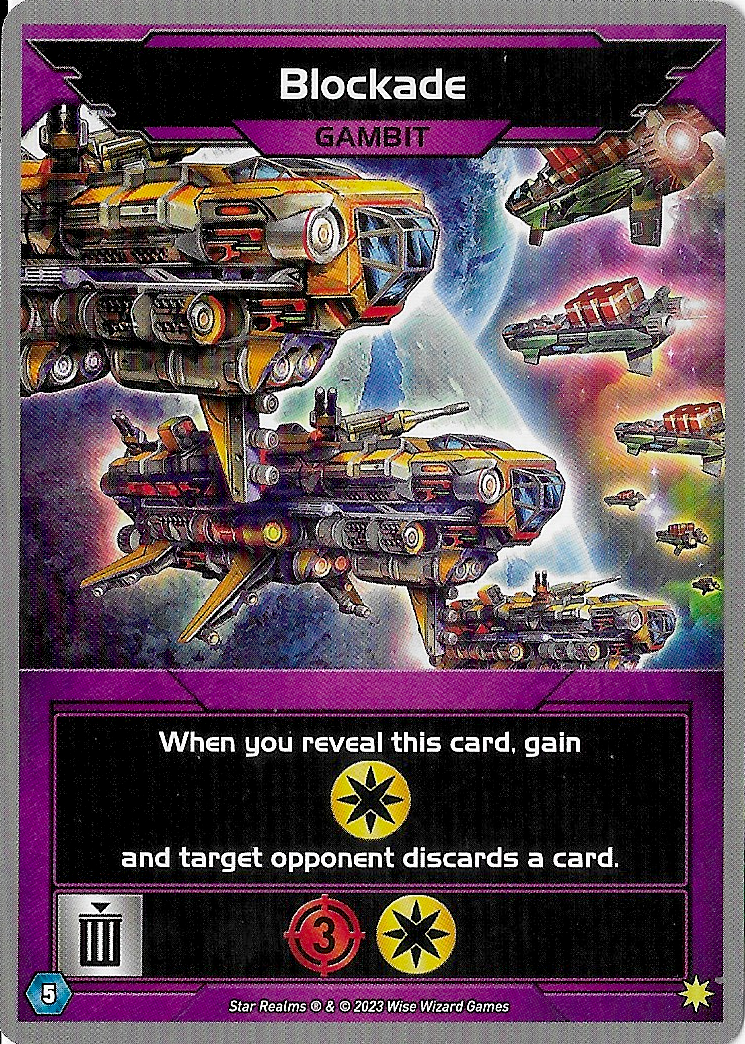 Blockade
GAMBIT
When you reveal this card, gain
and target opponent discards a card.
3
5
Star Realms ® & © 2023 Wise Wizard Games